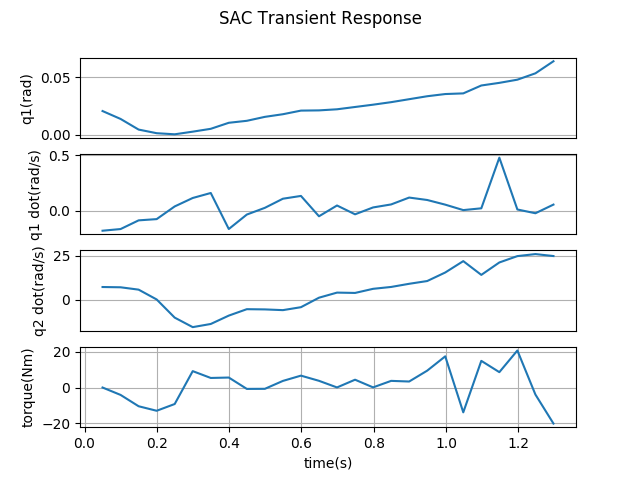 SAC Transient Response
q1(rad)
0.05
0.00
q1 dot(rad/s)
0.5
0.0
q2 dot(rad/s)
25
0
torque(Nm)
20
0
−20
0.0 0.2 0.4 0.6 0.8 1.0 1.2
time(s)